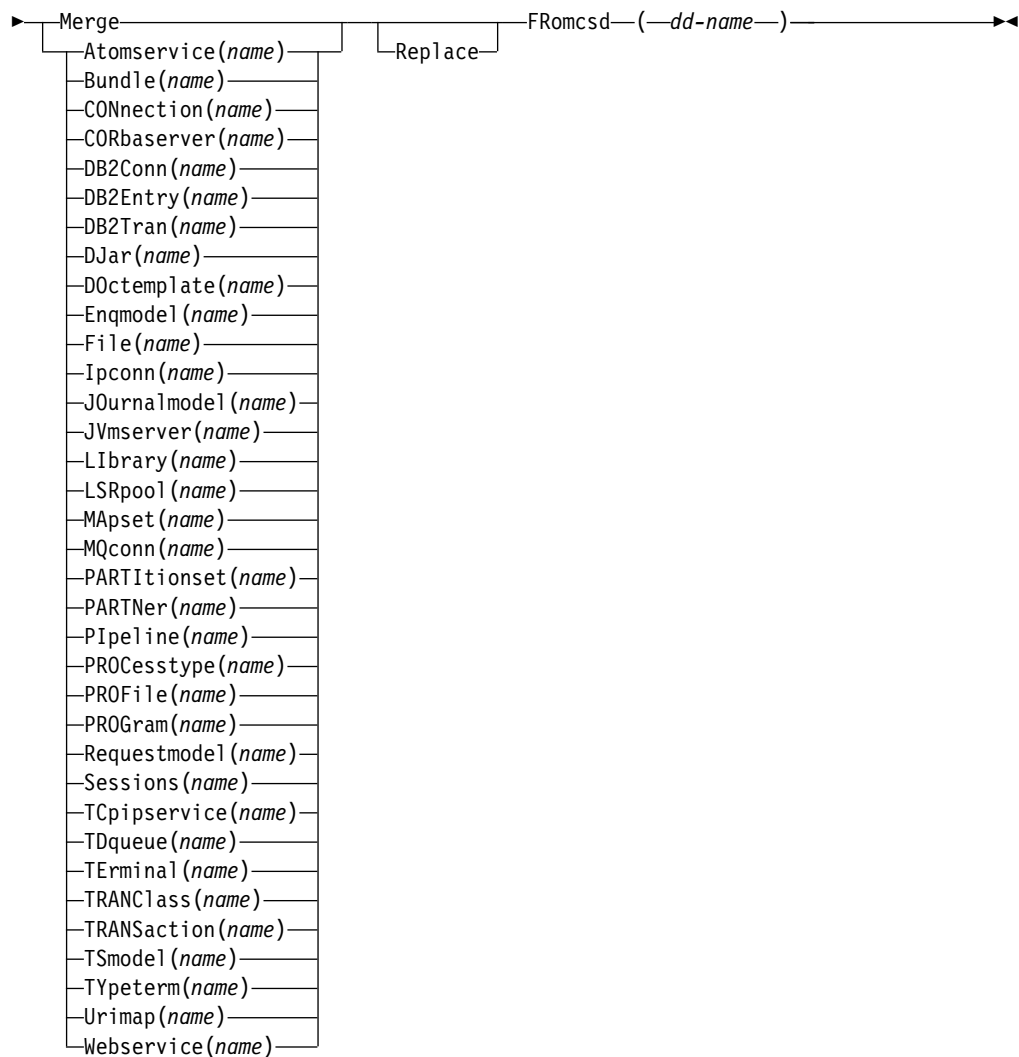 Merge FRomcsd ( dd-name )
Atomservice(name) Replace
Bundle(name)
CONnection(name)
CORbaserver(name)
DB2Conn(name)
DB2Entry(name)
DB2Tran(name)
DJar(name)
DOctemplate(name)
Enqmodel(name)
File(name)
Ipconn(name)
JOurnalmodel(name)
JVmserver(name)
LIbrary(name)
LSRpool(name)
MApset(name)
MQconn(name)
PARTItionset(name)
PARTNer(name)
PIpeline(name)
PROCesstype(name)
PROFile(name)
PROGram(name)
Requestmodel(name)
Sessions(name)
TCpipservice(name)
TDqueue(name)
TErminal(name)
TRANClass(name)
TRANSaction(name)
TSmodel(name)
TYpeterm(name)
Urimap(name)
Webservice(name)